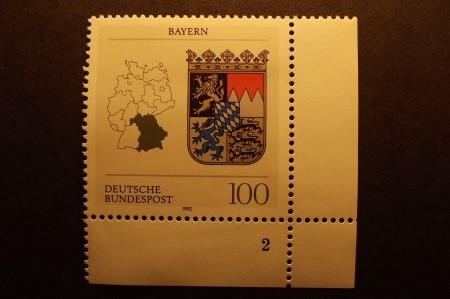 BAYERN
DEUTSCHE
BUNDESPOST
100
1992
2